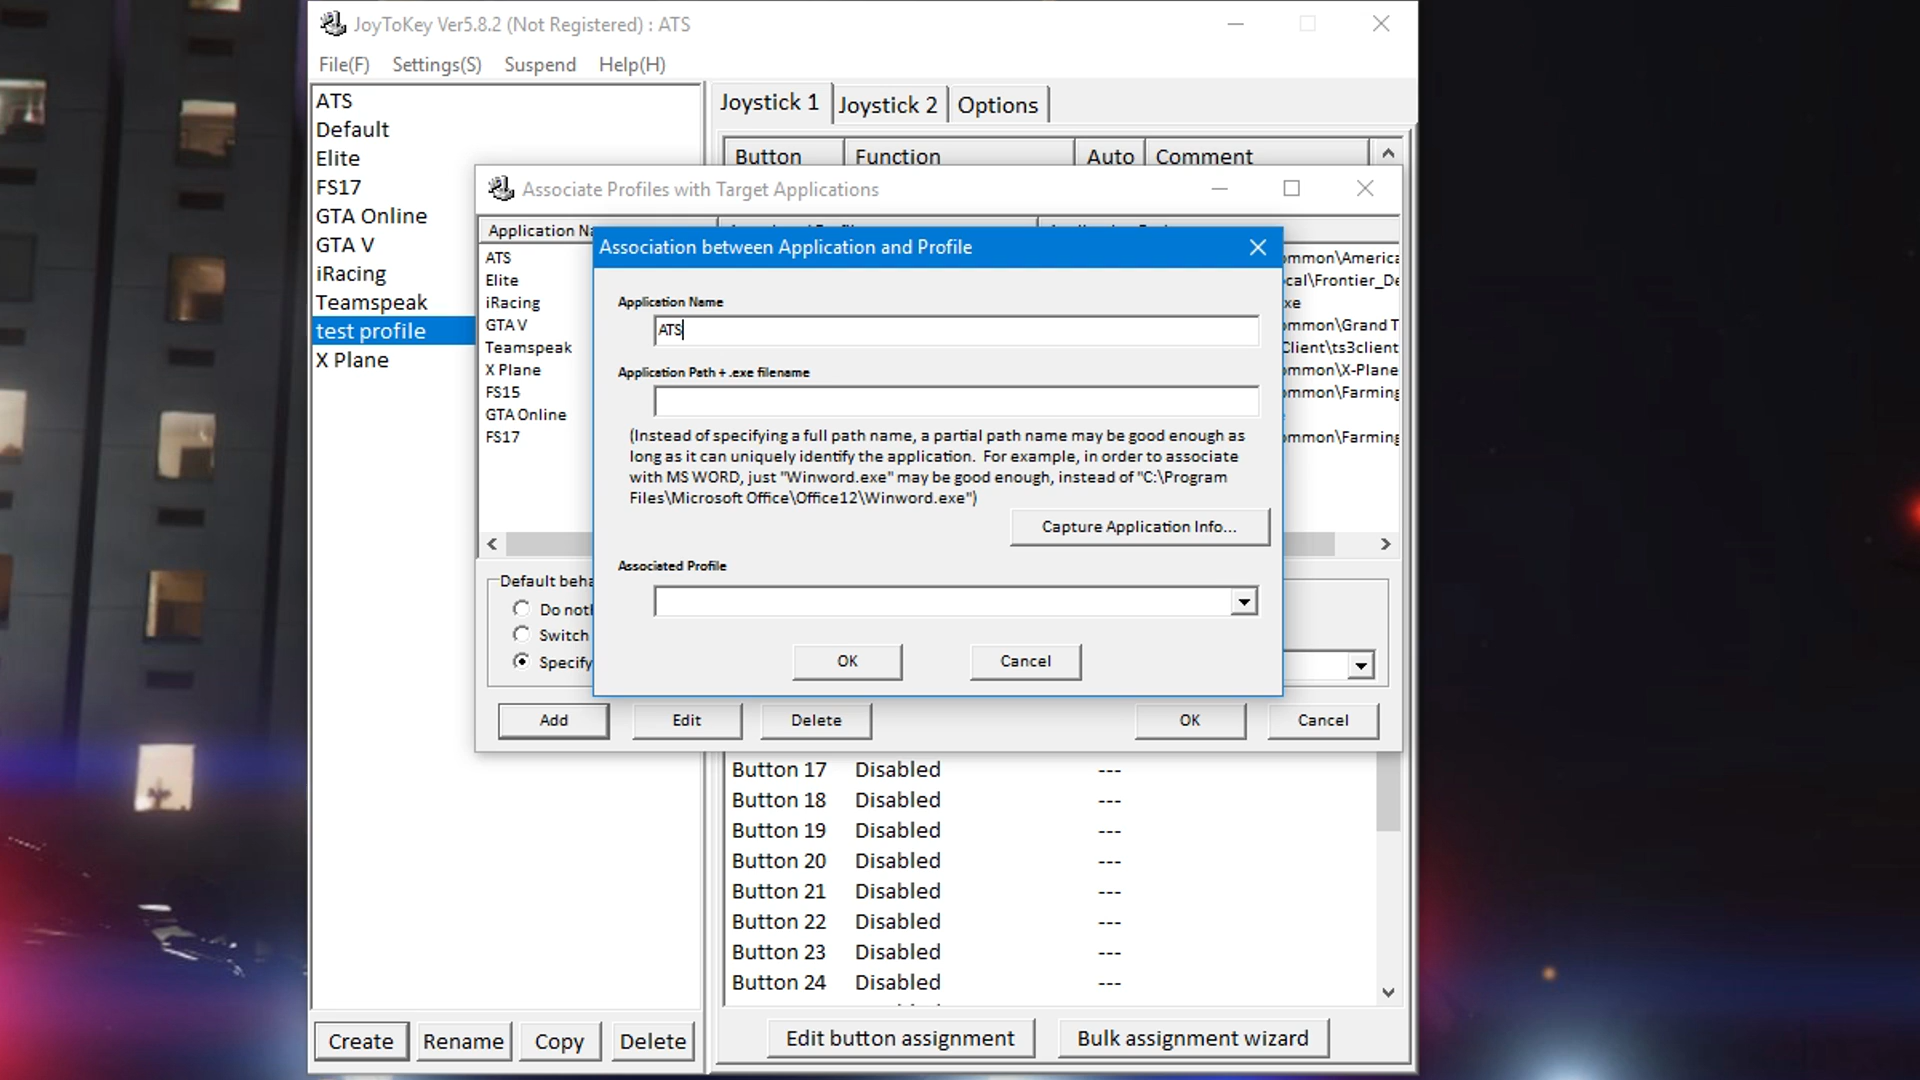 JoyToKey Ver5.8.2 (Not Registered) : ATS
File(F) Settings(S) Suspend Help(H)
ATS
Default
Elite
FS17
GTA Online
GTA V
iRacing
Teamspeak
test profile
X Plane
Joystick 1 Joystick 2 Options
Button Function Auto Comment
Associate Profiles with Target Applications
Application Na
ATS
Elite
iRacing
GTA V
Teamspeak
X Plane
FS15
GTA Online
FS17
ommon\America
cal\Frontier_De
xe
ommon\Grand T
Client\ts3client
ommon\X-Plane
ommon\Farming
ommon\Farming
Association between Application and Profile
Application Name
ATS
Application Path + .exe filename
(Instead of specifying a full path name, a partial path name may be good enough as
long as it can uniquely identify the application. For example, in order to associate
with MS WORD, just "Winword.exe" may be good enough, instead of "C:\Program
Files\Microsoft Office\Office12\Winword.exe")
Capture Application Info...
Associated Profile
OK Cancel
Default beha
Do noth
Switch
Specify
Add Edit Delete OK Cancel
Button 17 Disabled ---
Button 18 Disabled ---
Button 19 Disabled ---
Button 20 Disabled ---
Button 21 Disabled ---
Button 22 Disabled ---
Button 23 Disabled ---
Button 24 Disabled ---
Create Rename Copy Delete
Edit button assignment Bulk assignment wizard